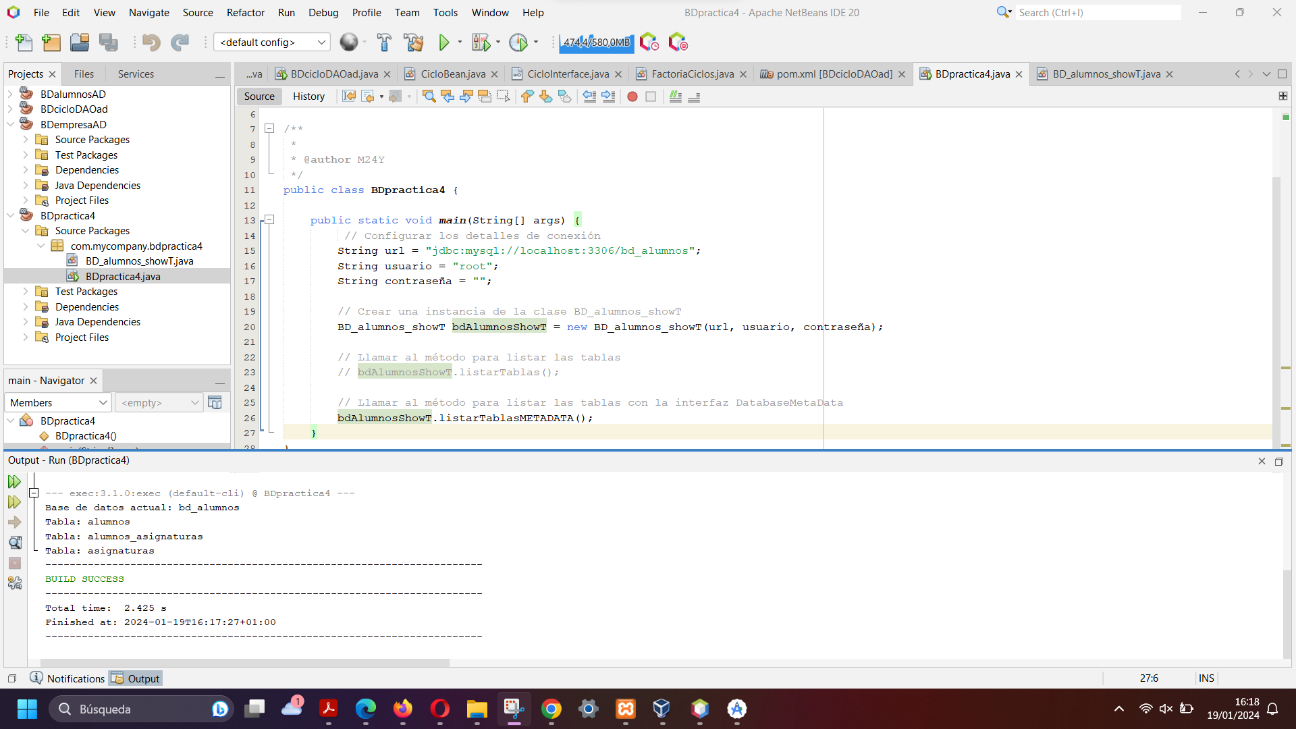 File Edit View Navigate Source Refactor Run Debug Profile Team Tools Window Help BDpractica4 - Apache NetBeans IDE 20 Search (Ctrl+I)
<default config> 474,4/580,0MB
Projects Files Services
...va BDcicloDAOad.java CicloBean.java CicloInterface.java FactoriaCiclos.java pom.xml [BDcicloDAOad] BDpractica4.java BD_alumnos_showT.java
Source History
BDalumnosAD
BDcicloDAOad
BDempresaAD
Source Packages
Test Packages
Dependencies
Java Dependencies
Project Files
BDpractica4
Source Packages
com.mycompany.bdpractica4
BD_alumnos_showT.java
BDpractica4.java
Test Packages
Dependencies
Java Dependencies
Project Files
main - Navigator
Members <empty>
BDpractica4
BDpractica4()
6
7 /**
8 *
9 * @author M24Y
10 */
11 public class BDpractica4 {
12
13 public static void main(String[] args) {
14 // Configurar los detalles de conexión
15 String url = "jdbc:mysql://localhost:3306/bd_alumnos";
16 String usuario = "root";
17 String contraseña = "";
18
19 // Crear una instancia de la clase BD_alumnos_showT
20 BD_alumnos_showT bdAlumnosShowT = new BD_alumnos_showT(url, usuario, contraseña);
21
22 // Llamar al método para listar las tablas
23 // bdAlumnosShowT.listarTablas();
24
25 // Llamar al método para listar las tablas con la interfaz DatabaseMetaData
26 bdAlumnosShowT.listarTablasMETADATA();
27 }
28 }
Output - Run (BDpractica4)
--- exec:3.1.0:exec (default-cli) @ BDpractica4 ---
Base de datos actual: bd_alumnos
Tabla: alumnos
Tabla: alumnos_asignaturas
Tabla: asignaturas
------------------------------------------------------------------------
BUILD SUCCESS
------------------------------------------------------------------------
Total time: 2.425 s
Finished at: 2024-01-19T16:17:27+01:00
------------------------------------------------------------------------
Notifications Output 27:6 INS
Búsqueda 1 16:18
19/01/2024